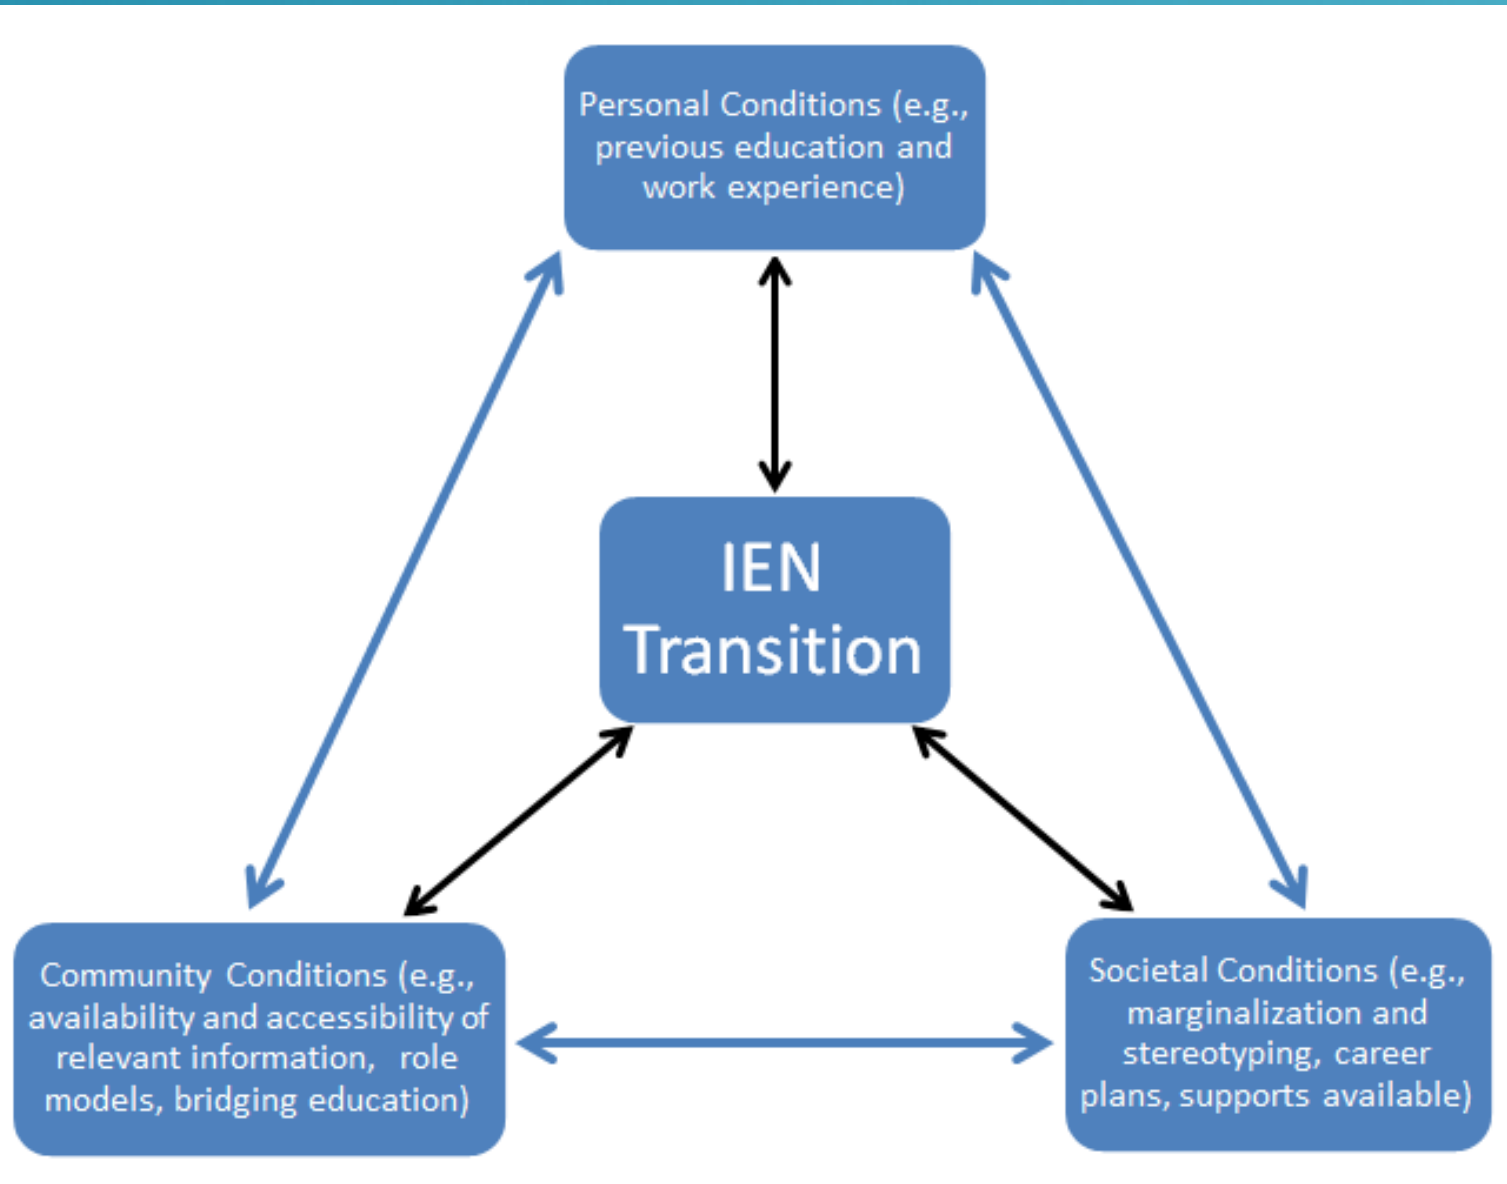 Personal Conditions (e.g.,
previous education and
work experience)
IEN
Transition
Community Conditions (e.g.,
availability and accessibility of
relevant information, role
models, bridging education)
Societal Conditions (e.g.,
marginalization and
stereotyping, career
plans, supports available)